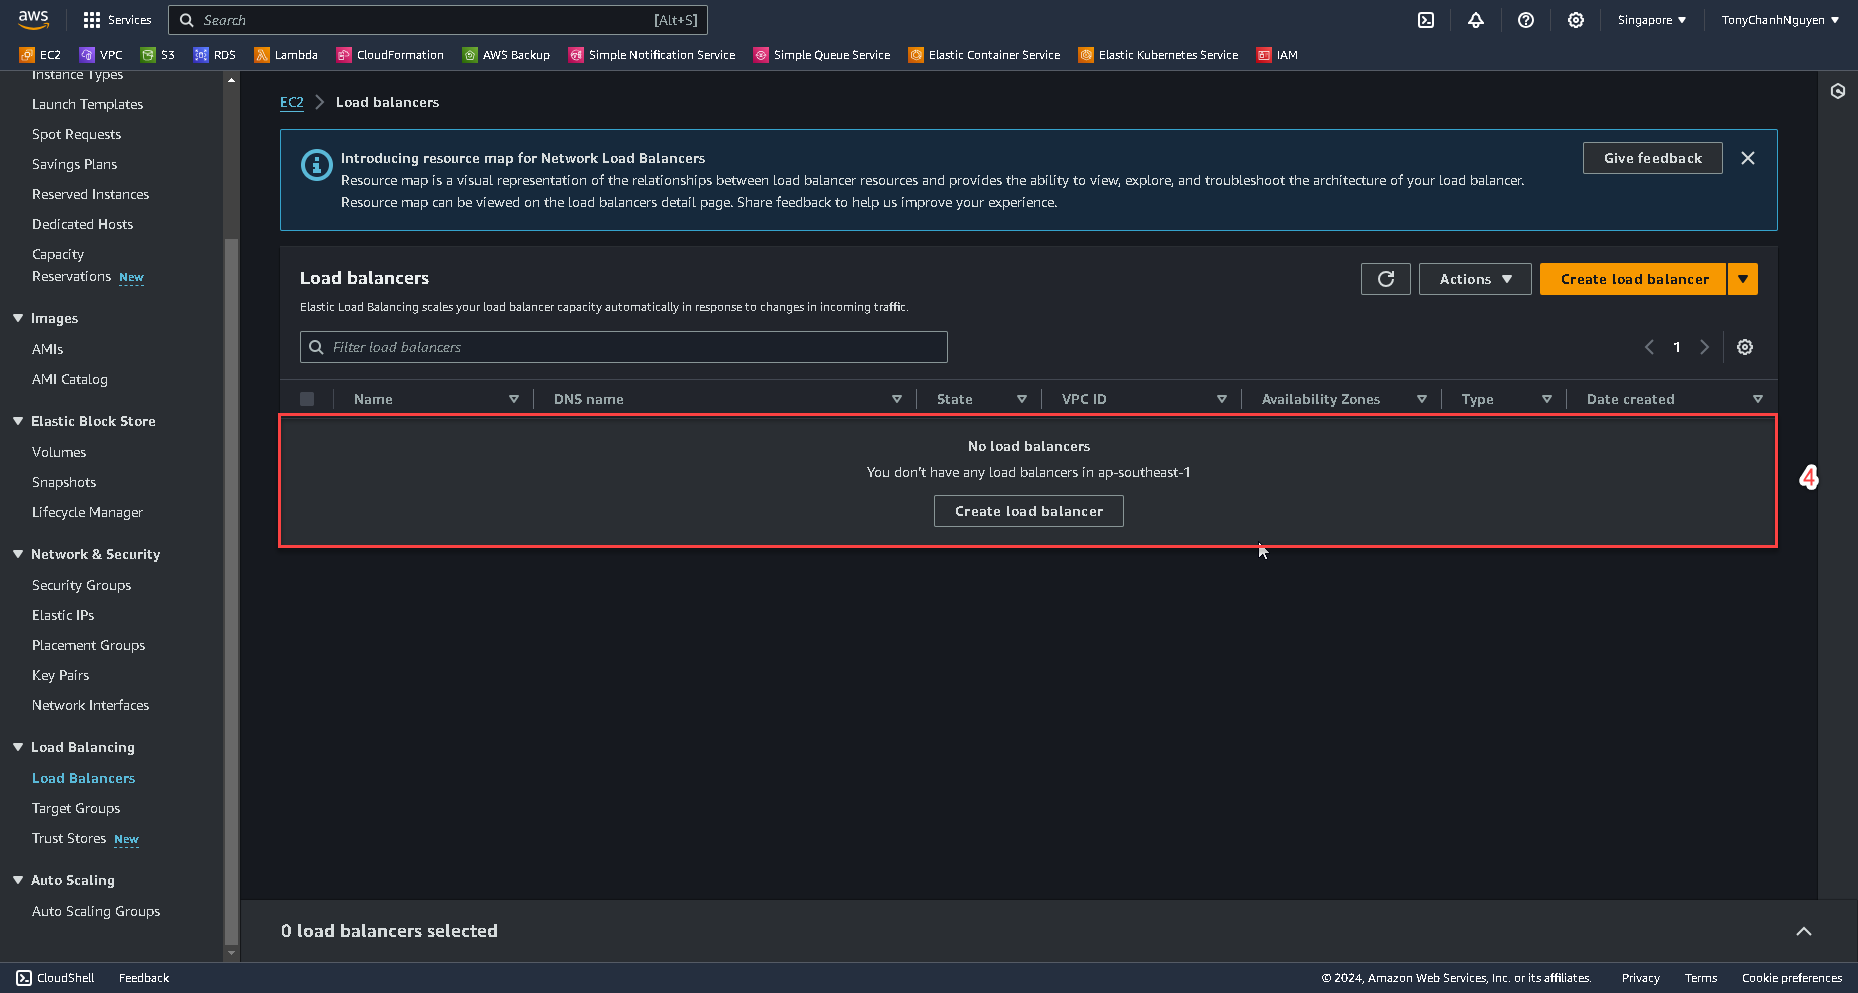 aws
Services
Search
[Alt+S]
Singapore
TonyChanhNguyen
EC2
VPC
S3
RDS
Lambda
CloudFormation
AWS Backup
Simple Notification Service
Simple Queue Service
Elastic Container Service
Elastic Kubernetes Service
IAM
Instance Types
Launch Templates
Spot Requests
Savings Plans
Reserved Instances
Dedicated Hosts
Capacity
Reservations New
Images
AMIs
AMI Catalog
Elastic Block Store
Volumes
Snapshots
Lifecycle Manager
Network & Security
Security Groups
Elastic IPs
Placement Groups
Key Pairs
Network Interfaces
Load Balancing
Load Balancers
Target Groups
Trust Stores New
Auto Scaling
Auto Scaling Groups
EC2
Load balancers
Introducing resource map for Network Load Balancers
Resource map is a visual representation of the relationships between load balancer resources and provides the ability to view, explore, and troubleshoot the architecture of your load balancer.
Resource map can be viewed on the load balancers detail page. Share feedback to help us improve your experience.
Give feedback
Load balancers
Actions
Create load balancer
Elastic Load Balancing scales your load balancer capacity automatically in response to changes in incoming traffic.
Filter load balancers
1
Name
DNS name
State
VPC ID
Availability Zones
Type
Date created
No load balancers
You don't have any load balancers in ap-southeast-1
Create load balancer
4
0 load balancers selected
CloudShell
Feedback
© 2024, Amazon Web Services, Inc. or its affiliates.
Privacy
Terms
Cookie preferences